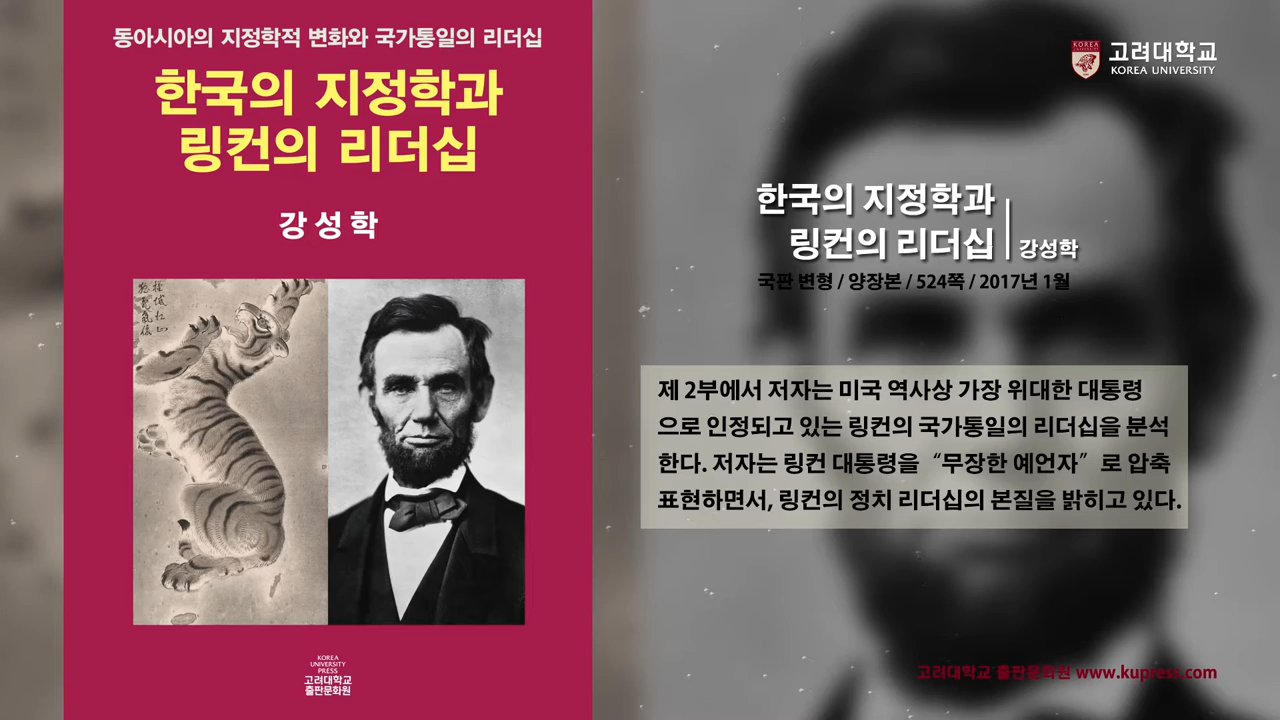 동아시아의 지정학적 변화와 국가통일의 리더십
한국의 지정학과
링컨의 리더십
강성학
KOREA
UNIVERSITY
PRESS
고려대학교
출판문화원
KOREA
고려대학교
KOREA UNIVERSITY
한국의 지정학과
링컨의 리더십
강성학
국판 변형 / 양장본 / 524쪽 / 2017년 1월
제 2부에서 저자는 미국 역사상 가장 위대한 대통령
으로 인정되고 있는 링컨의 국가통일의 리더십을 분석
한다. 저자는 링컨 대통령을 “무장한 예언자” 로 압축
표현하면서, 링컨의 정치 리더십의 본질을 밝히고 있다.
고려대학교 출판문화원 www.kupress.com